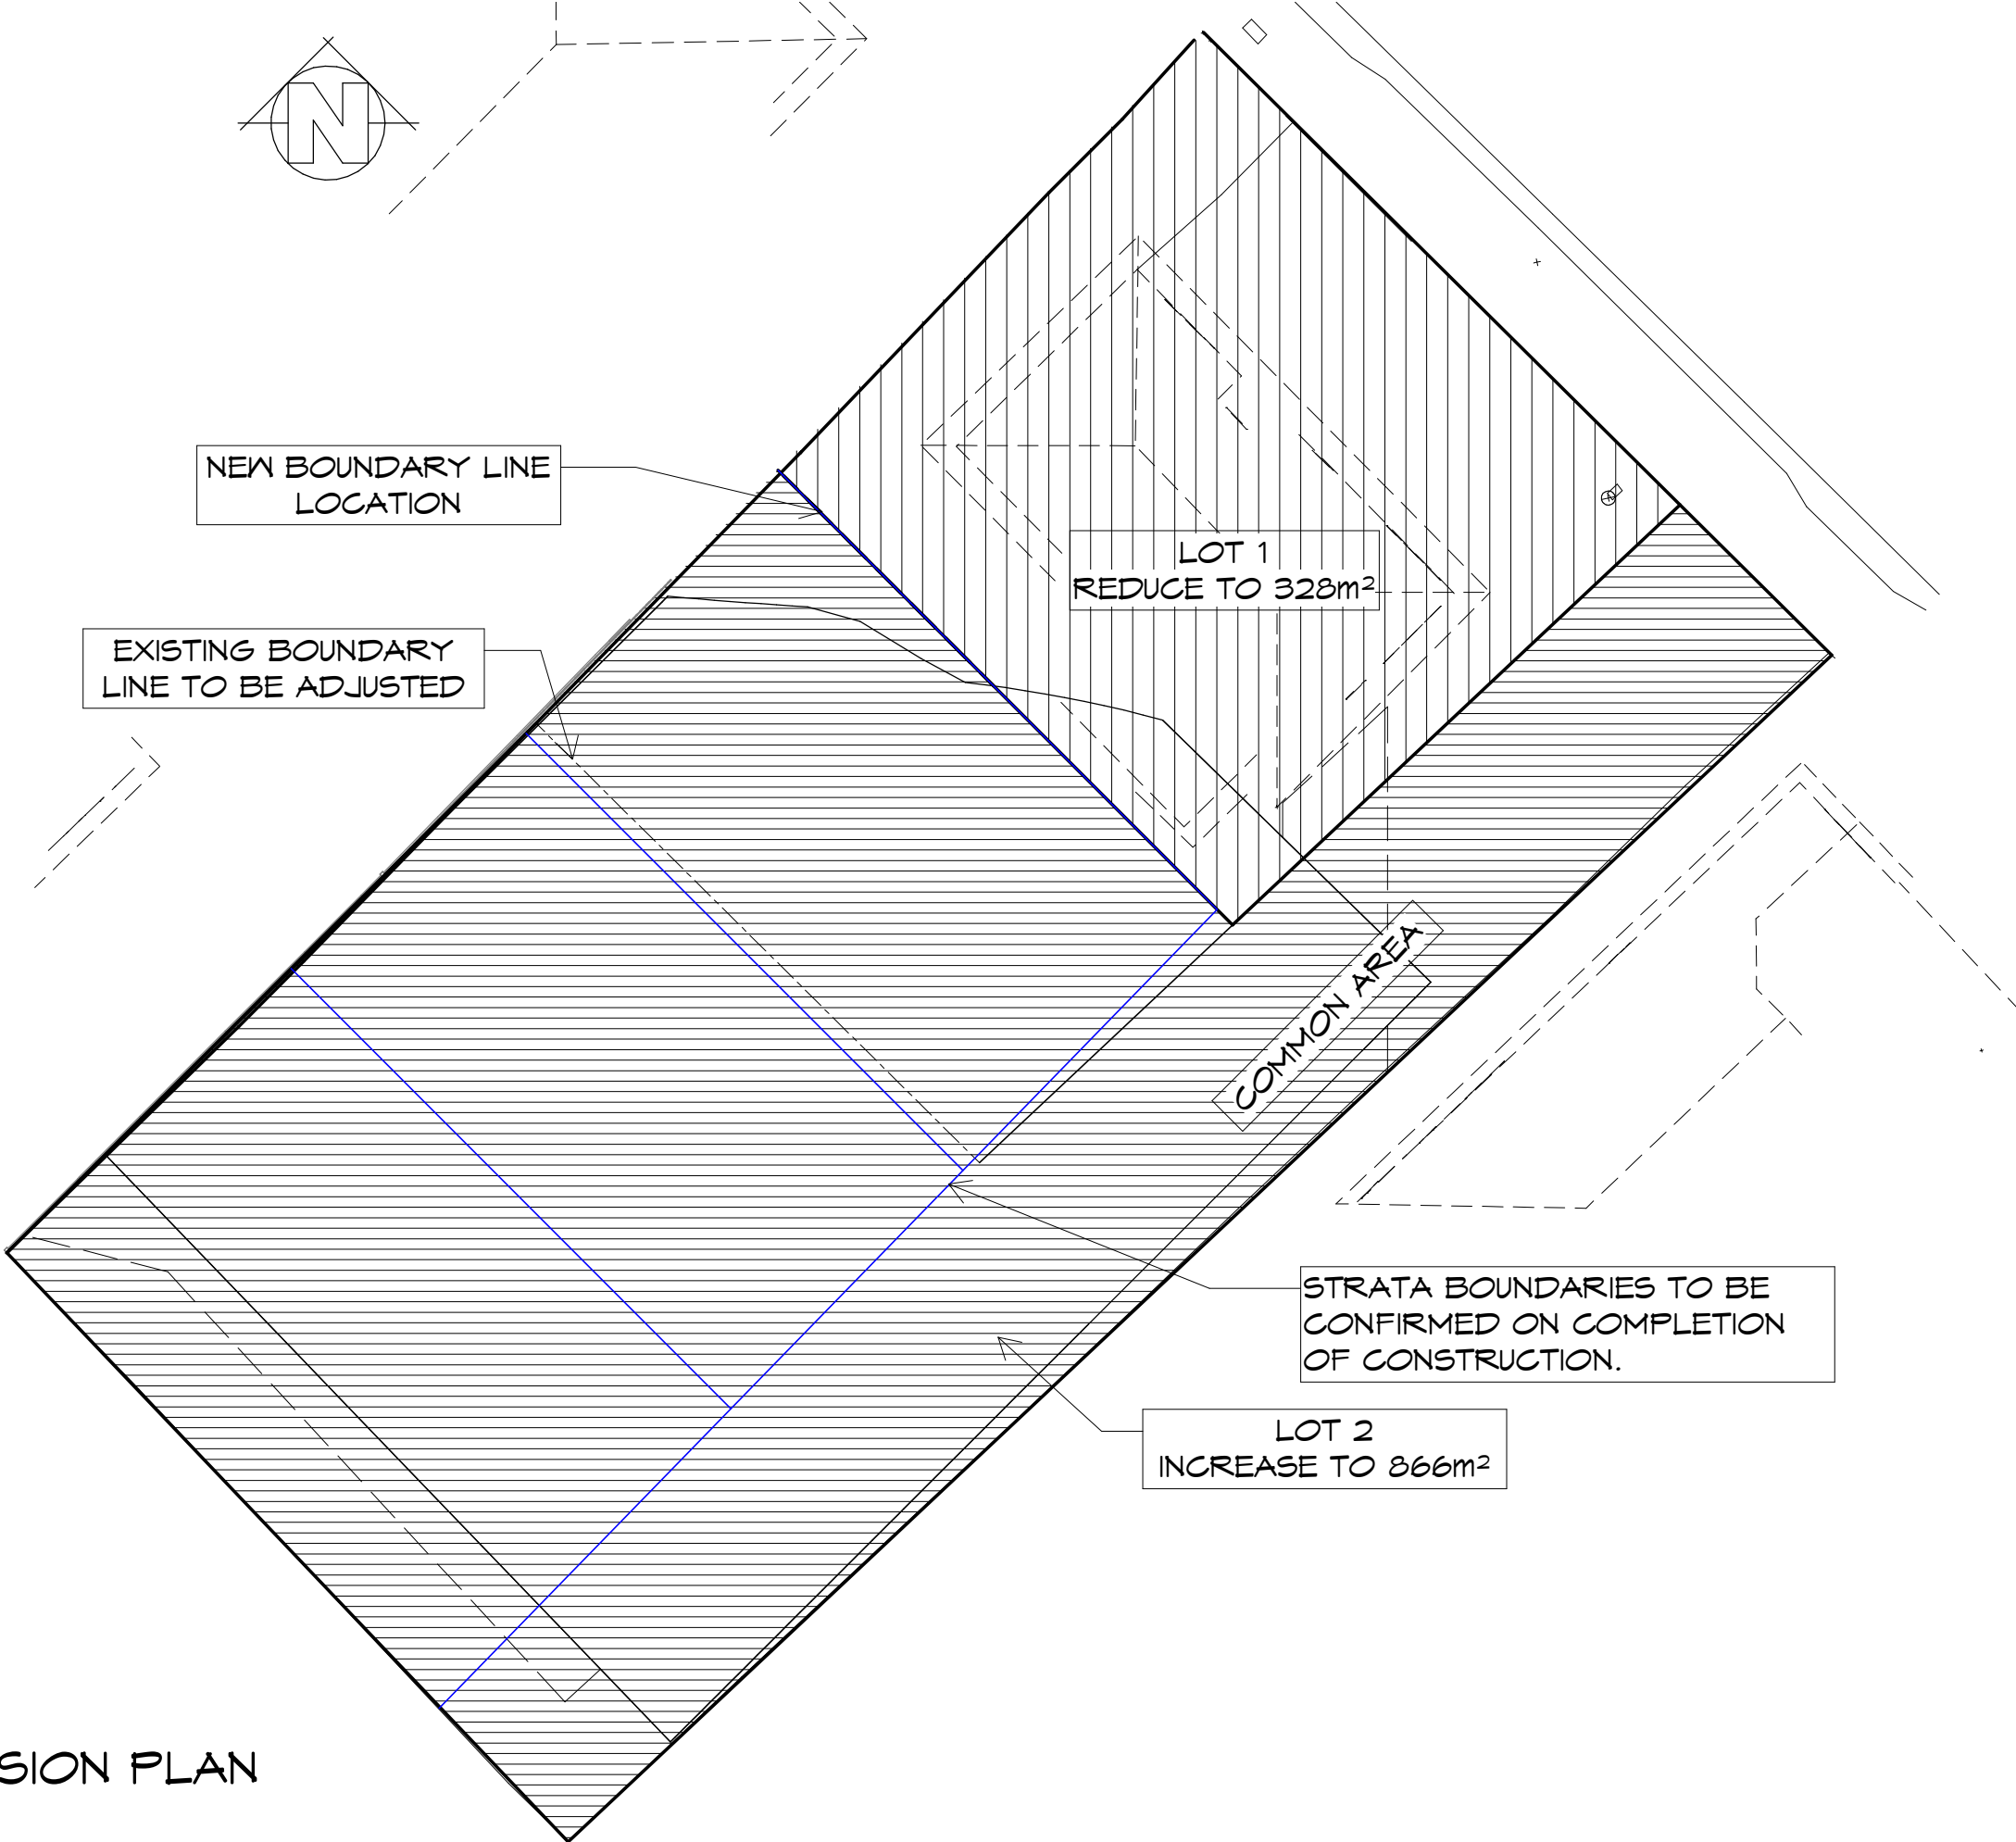 N
NEW BOUNDARY LINE
LOCATION
LOT 1
REDUCE TO 328m²
EXISTING BOUNDARY
LINE TO BE ADJUSTED
COMMON AREA
STRATA BOUNDARIES TO BE
CONFIRMED ON COMPLETION
OF CONSTRUCTION.
LOT 2
INCREASE TO 866m²
SION PLAN